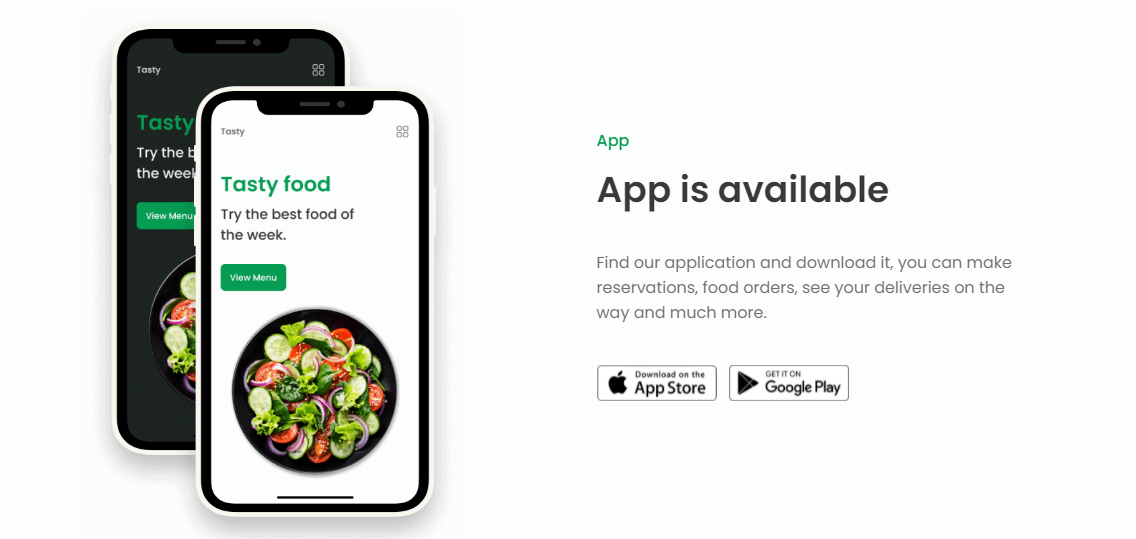 Tasty
Tasty
Try the b
the week
View Menu
Tasty
Tasty food
Try the best food of
the week.
View Menu
App
App is available
Find our application and download it, you can make
reservations, food orders, see your deliveries on the
way and much more.
Download on the
App Store
GET IT ON
Google Play